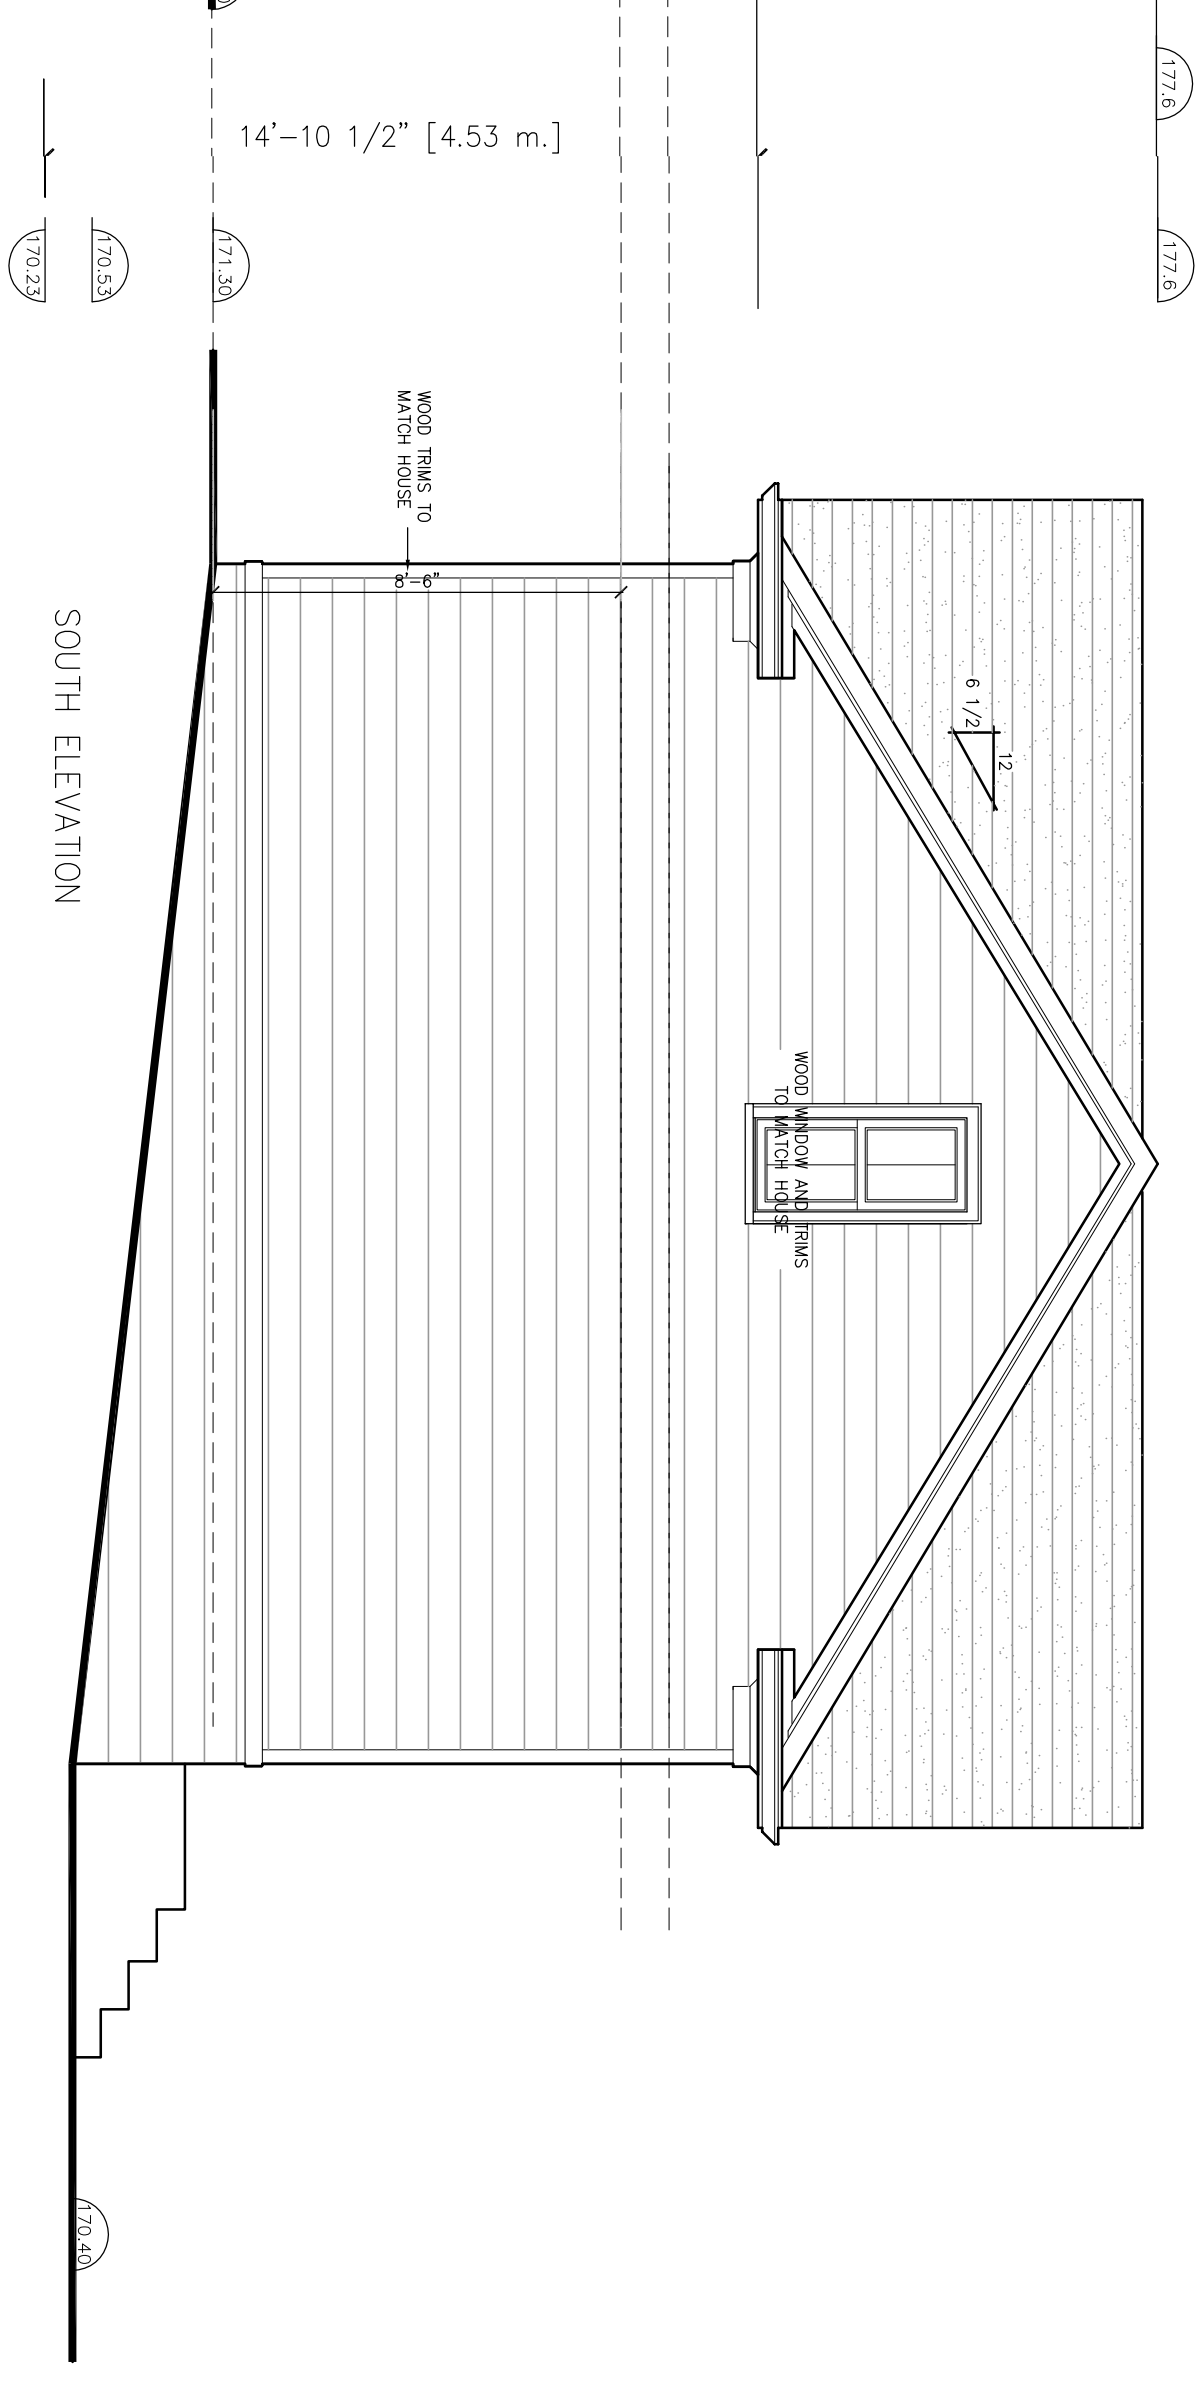 177.6
177.6
14'-10 1/2" [4.53 m.]
171.30
170.53
170.23
12
6 1/2
WOOD WINDOW AND TRIMS
TO MATCH HOUSE
WOOD TRIMS TO
MATCH HOUSE
8'-6"
170.40
SOUTH ELEVATION